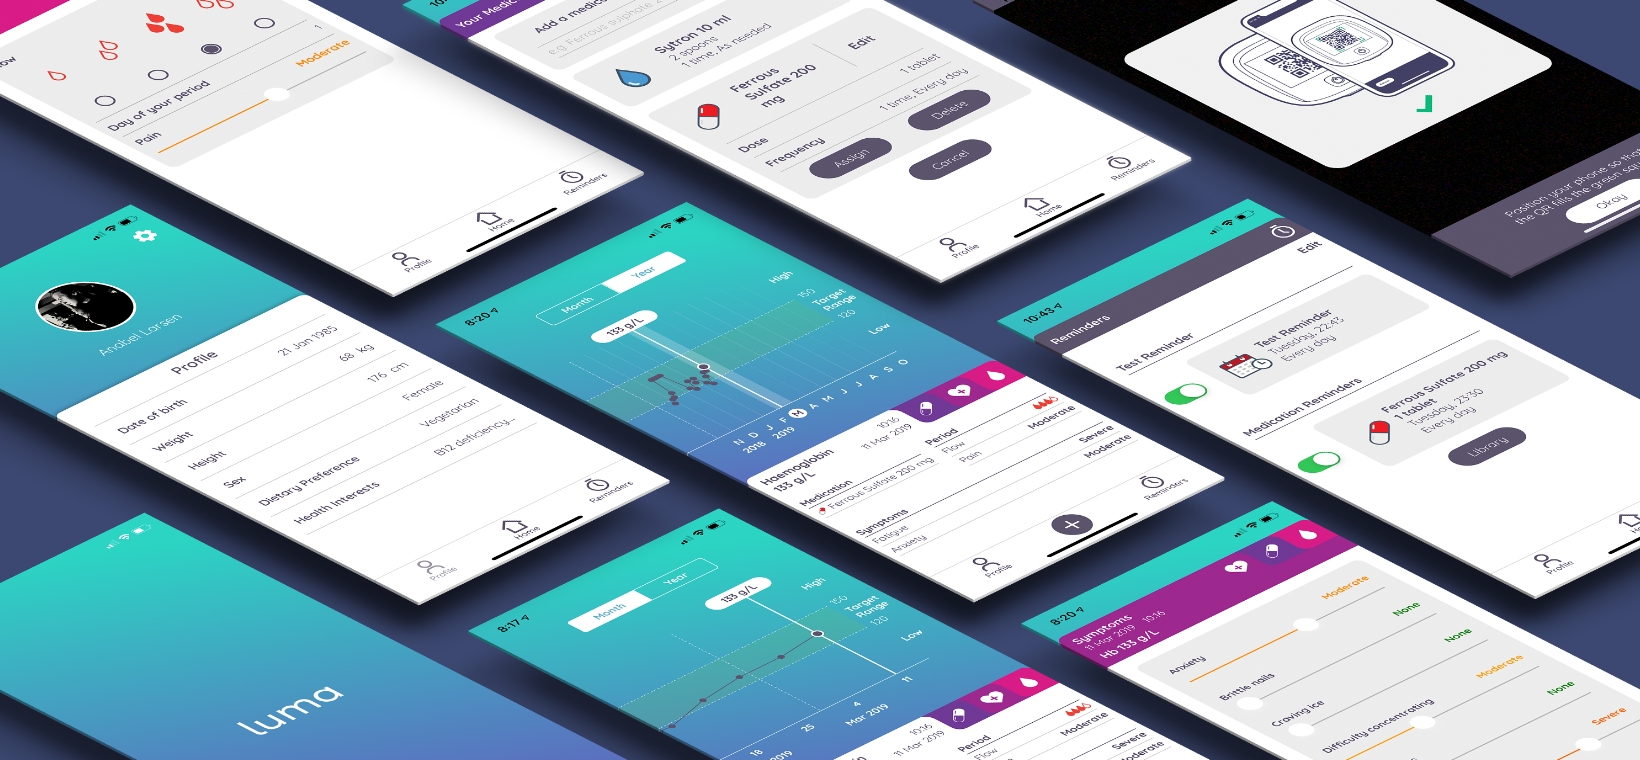 Day of your period
1
Pain
Moderate
Profile
Home
Reminders
Your Medic
Add a medica
e.g. Ferrous sulphate 2
Sytron 10 ml
2 spoons
1 time, As needed
Ferrous
Sulfate 200
mg
Edit
Dose
1 tablet
Frequency
1 time, Every day
Assign
Delete
Cancel
Profile
Home
Reminders
Position your phone so that
the QR fills the green squ
Okay
Anabel Larsen
Profile
Date of birth
21 Jan 1985
Weight
68 kg
Height
176 cm
Sex
Female
Dietary Preference
Vegetarian
Health Interests
B12 deficiency...
Profile
Home
Reminders
8:20
Month
Year
133 g/L
High
150
Target
Range
120
Low
N D J F M A M J J A S O
2018 2019
Haemoglobin
133 g/L
10:16
11 Mar 2019
Medication
Ferrous Sulfate 200 mg
Period
Flow
Pain
Moderate
Symptoms
Fatigue
Severe
Anxiety
Moderate
Profile
Reminders
10:43
Reminders
Edit
Test Reminder
Test Reminder
Tuesday, 22:43
Every day
Medication Reminders
Ferrous Sulfate 200 mg
1 tablet
Tuesday, 23:30
Every day
Library
Profile
luma
8:17
Month
Year
133 g/L
High
150
Target
Range
120
Low
18
25
4
11
2019
Mar 2019
10:16
11 Mar 2019
Period
Flow
Moderate
Severe
Moderate
8:20
Symptoms
11 Mar 2019 10:16
Hb 133 g/L
Anxiety
Moderate
Brittle nails
None
Craving ice
None
Difficulty concentrating
Moderate
None
Severe